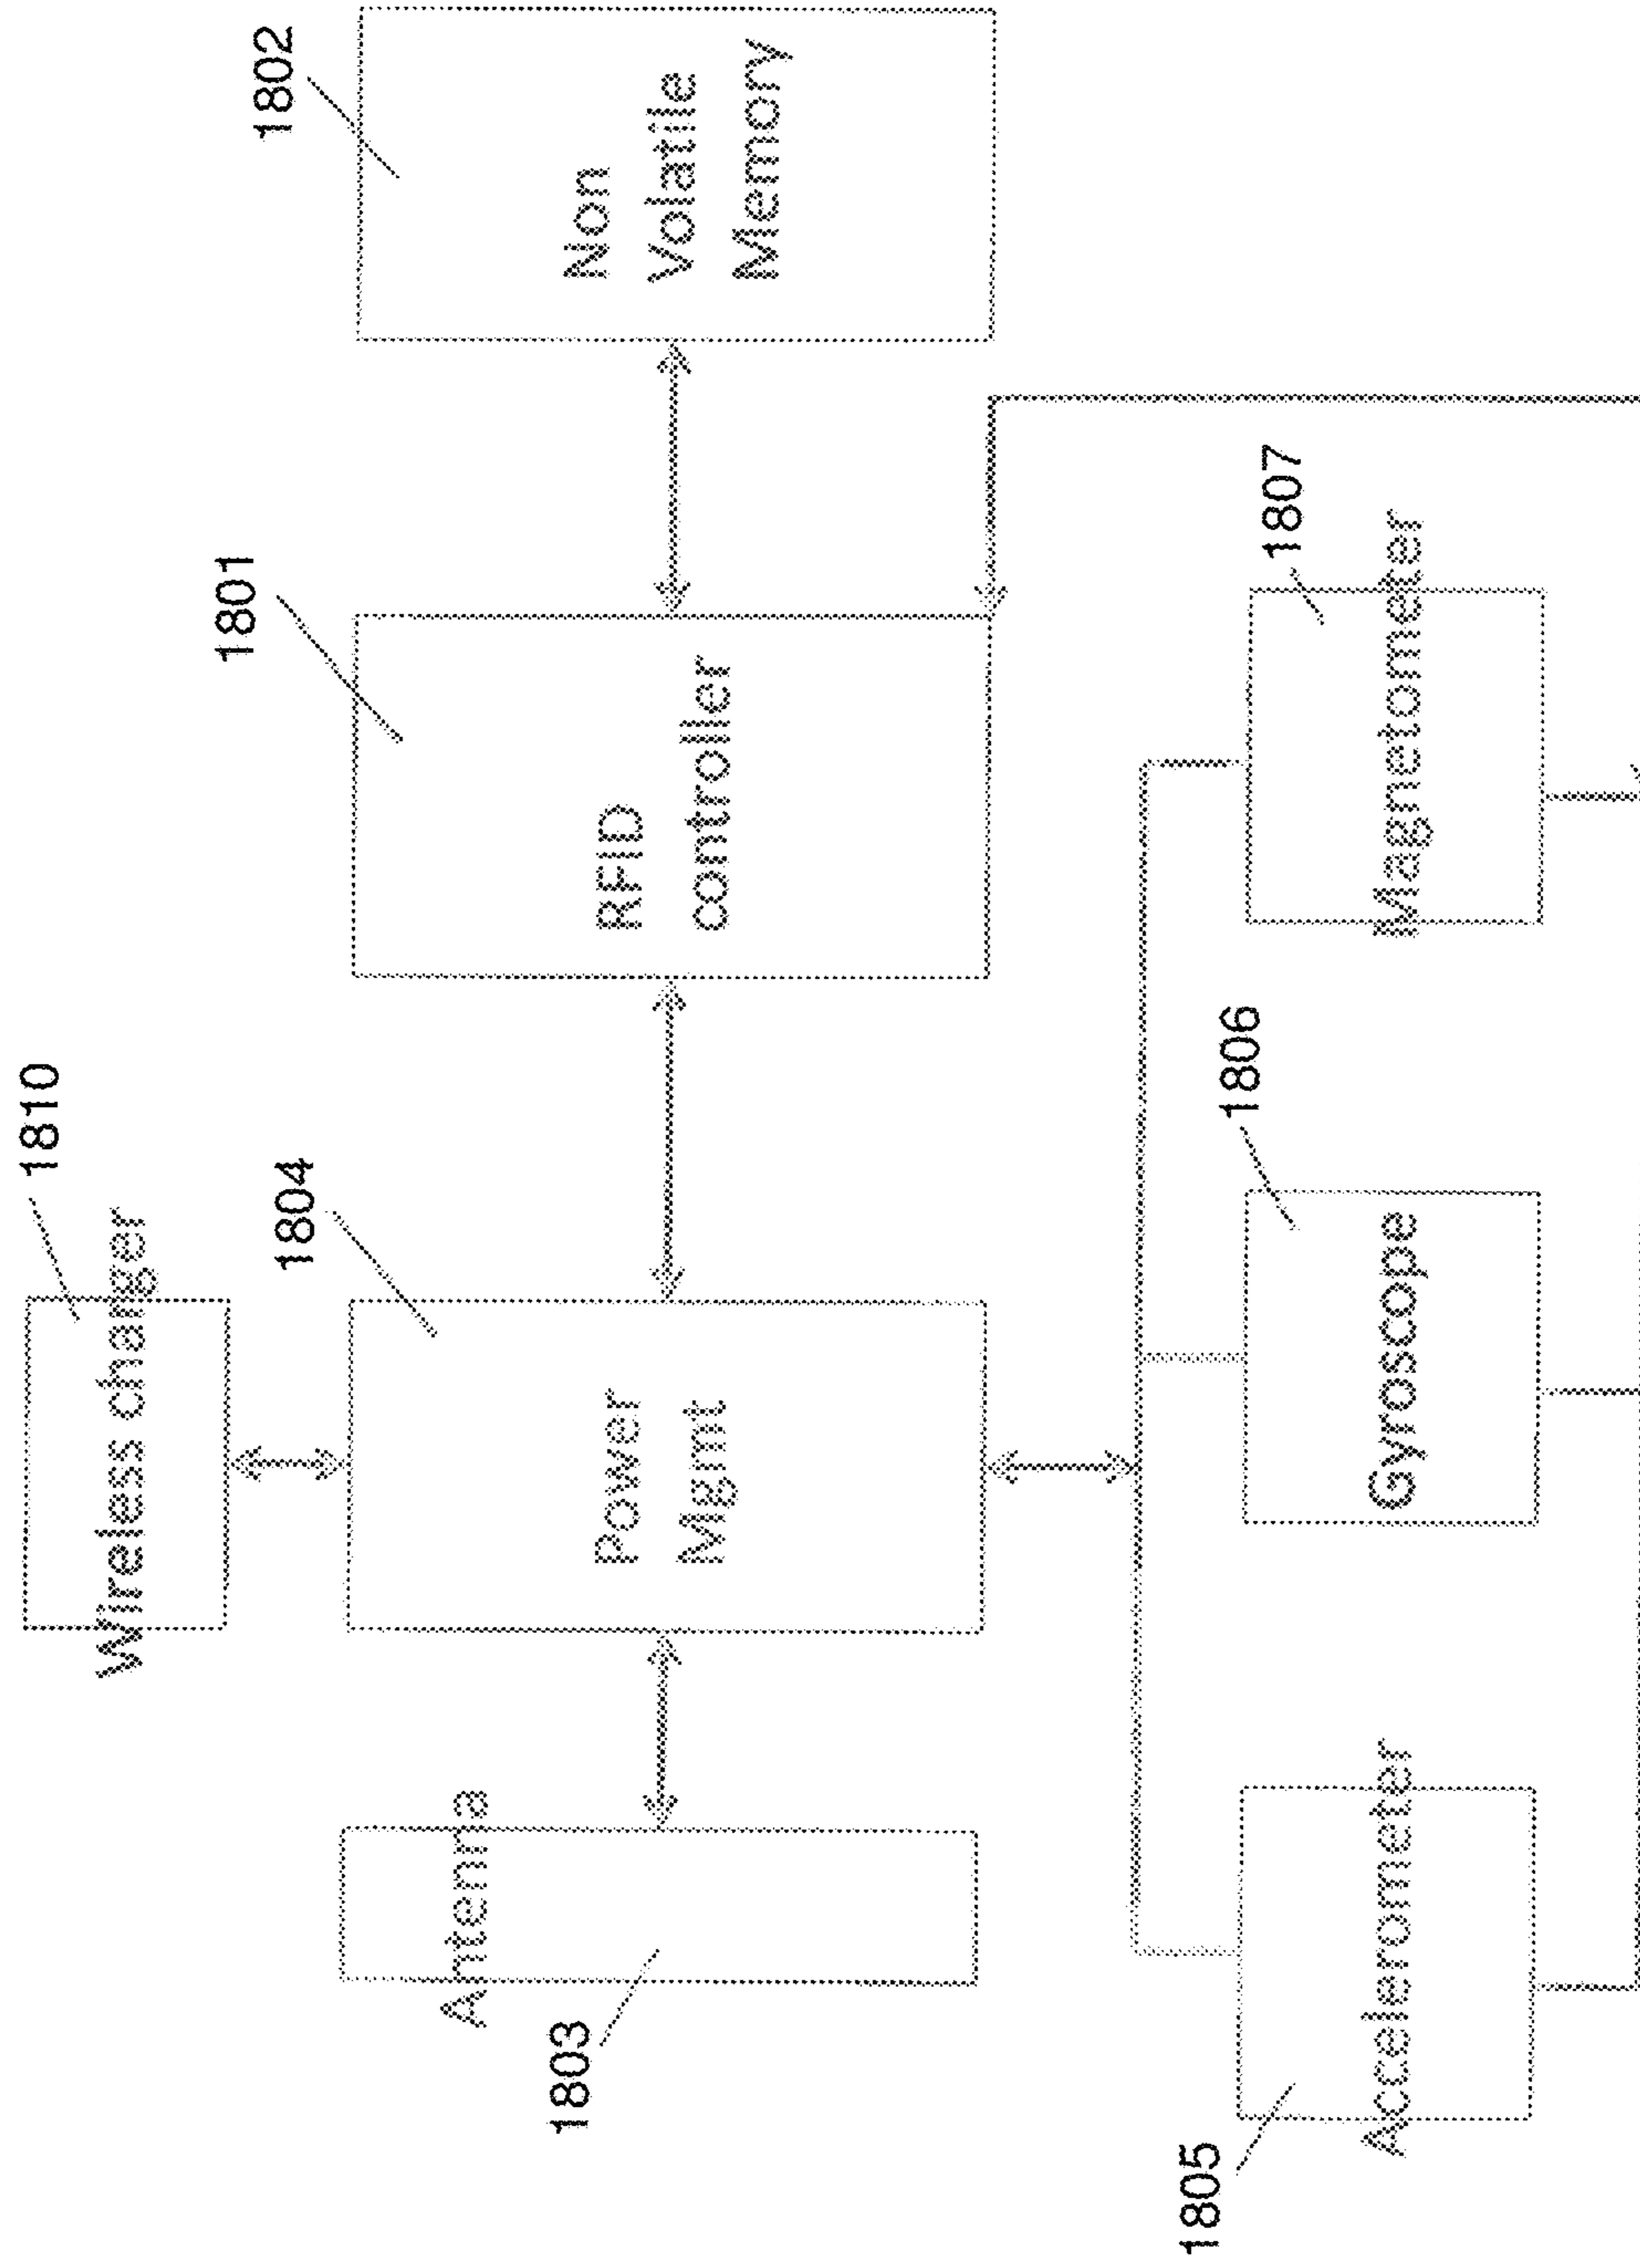 1810
Wireless charger
1804
1801
1802
Antenna
1803
Power
Mgmt
RFID
controller
Non
Volatile
Memory
1805
Accelerometer
1806
Gyroscope
1807
Magnetometer